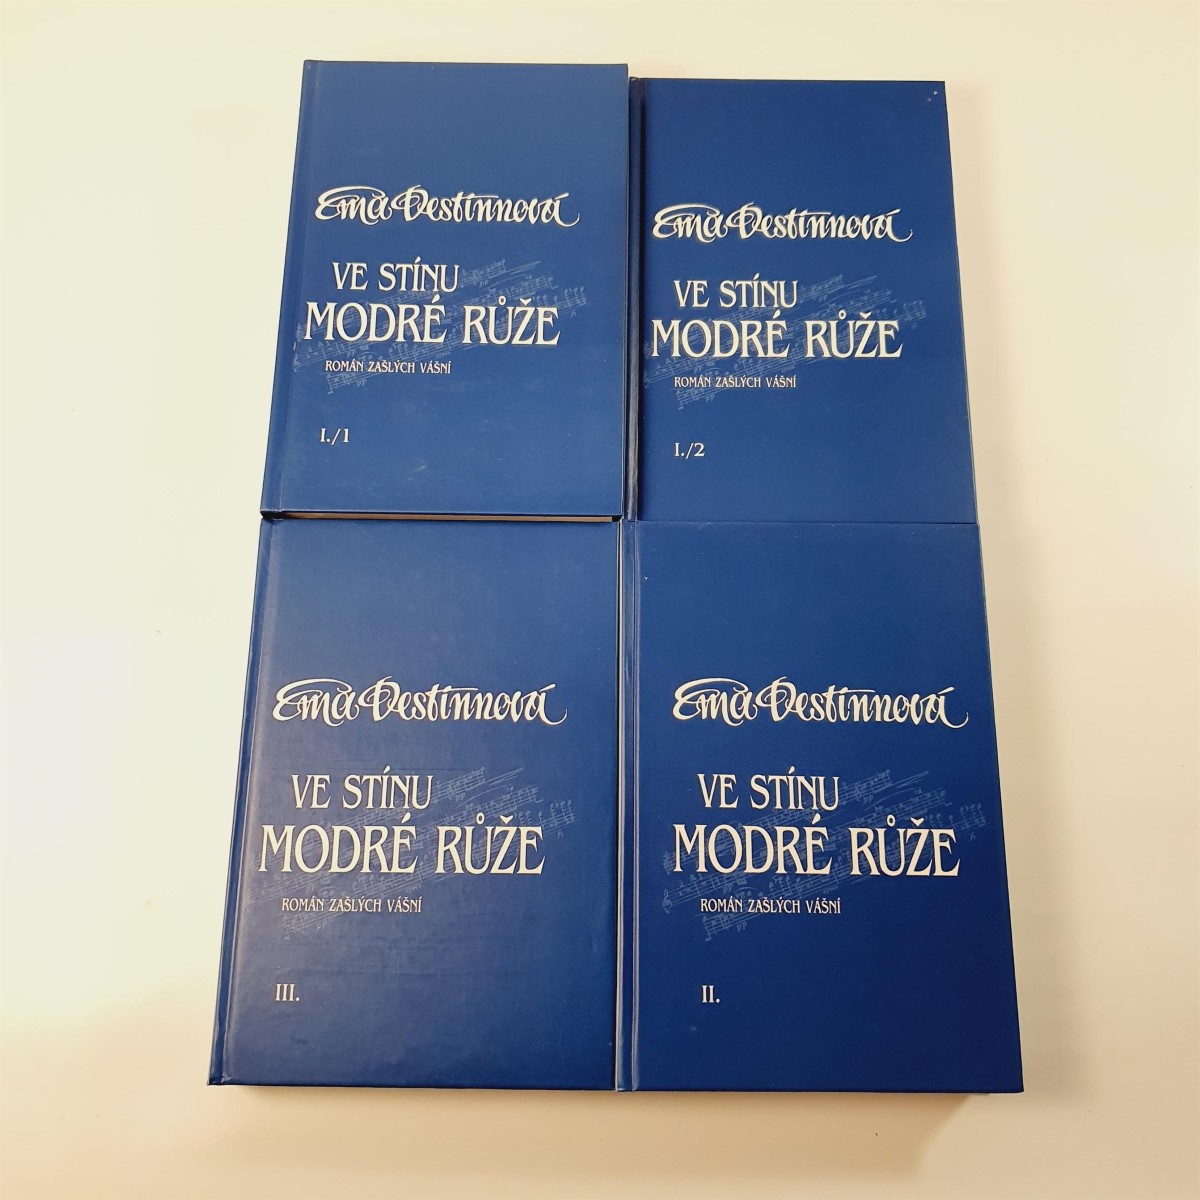 Ema Destinnová
VE STÍNU
MODRÉ RŮŽE
ROMÁN ZAŠLÝCH VÁŠNÍ
I./1
Ema Destinnová
VE STÍNU
MODRÉ RŮŽE
ROMÁN ZAŠLÝCH VÁŠNÍ
I./2
Ema Destinnová
VE STÍNU
MODRÉ RŮŽE
ROMÁN ZAŠLÝCH VÁŠNÍ
III.
Ema Destinnová
VE STÍNU
MODRÉ RŮŽE
ROMÁN ZAŠLÝCH VÁŠNÍ
II.